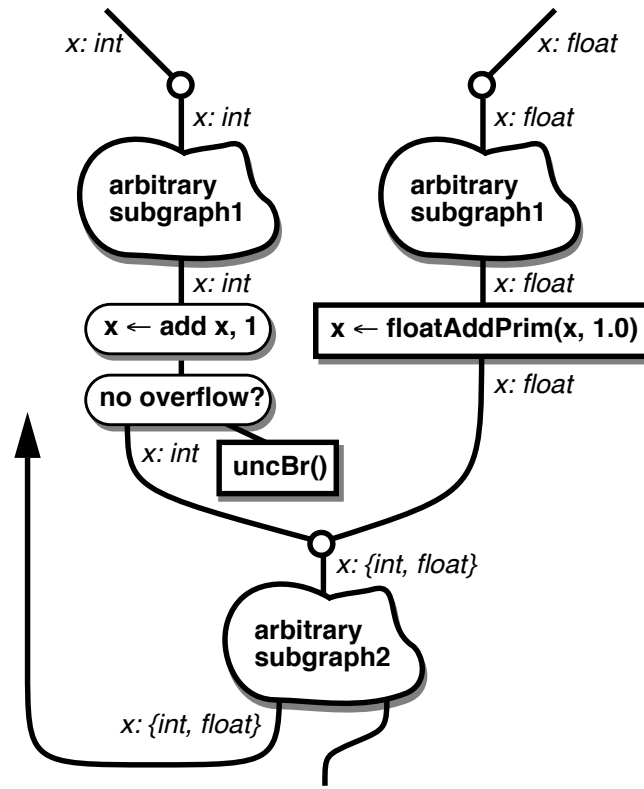 x: int
x: float
x: int
x: float
arbitrary
subgraph1
arbitrary
subgraph1
x: int
x: float
x ← add x, 1
x ← floatAddPrim(x, 1.0)
no overflow?
x: float
x: int
uncBr()
x: {int, float}
arbitrary
subgraph2
x: {int, float}